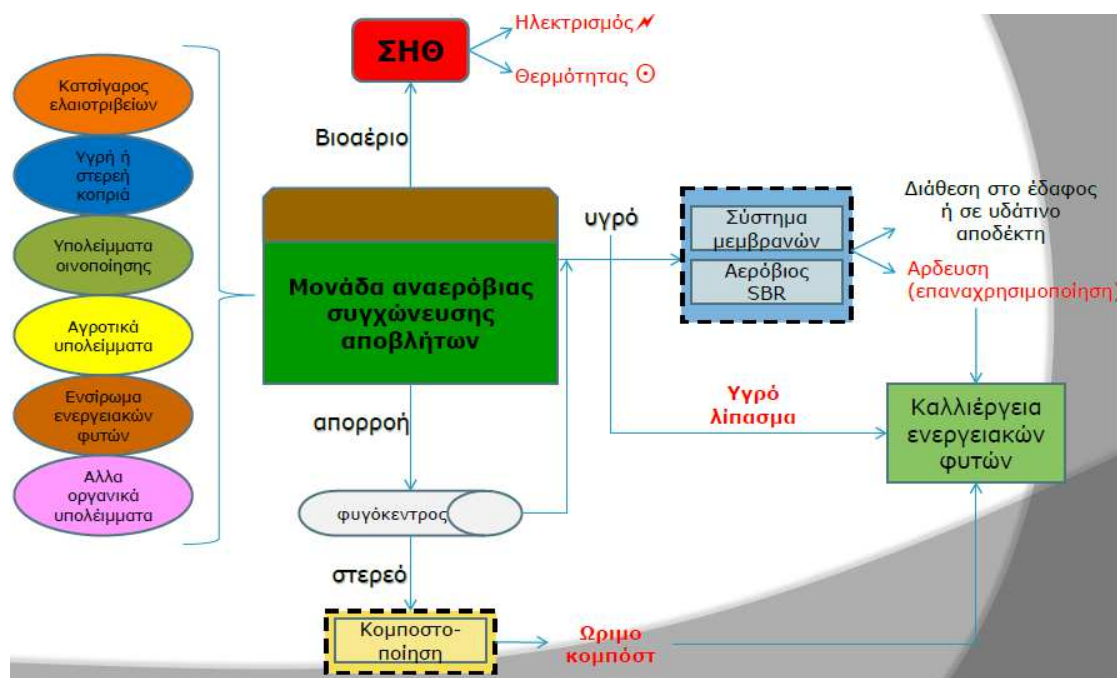 ΣΗΘ
Ηλεκτρισμός
Θερμότητας
Βιοαέριο
Κατσίγαρος
ελαιοτριβείων
Υγρή ή
στερεή
κοπριά
Υπολείμματα
οινοποίησης
Αγροτικά
υπολείμματα
Ενσίρωμα
ενεργειακών
φυτών
Αλλα
οργανικά
υπολέιμματα
Μονάδα αναερόβιας
συγχώνευσης
αποβλήτων
υγρό
Σύστημα
μεμβρανών
Αερόβιος
SBR
Διάθεση στο έδαφος
ή σε υδάτινο
αποδέκτη
Αρδευση
(επαναχρησιμοποίηση)
απορροή
Υγρό
λίπασμα
Καλλιέργεια
ενεργειακών
φυτών
φυγόκεντρος
στερεό
Κομποστο-
ποίηση
Ωριμο
κομπόστ